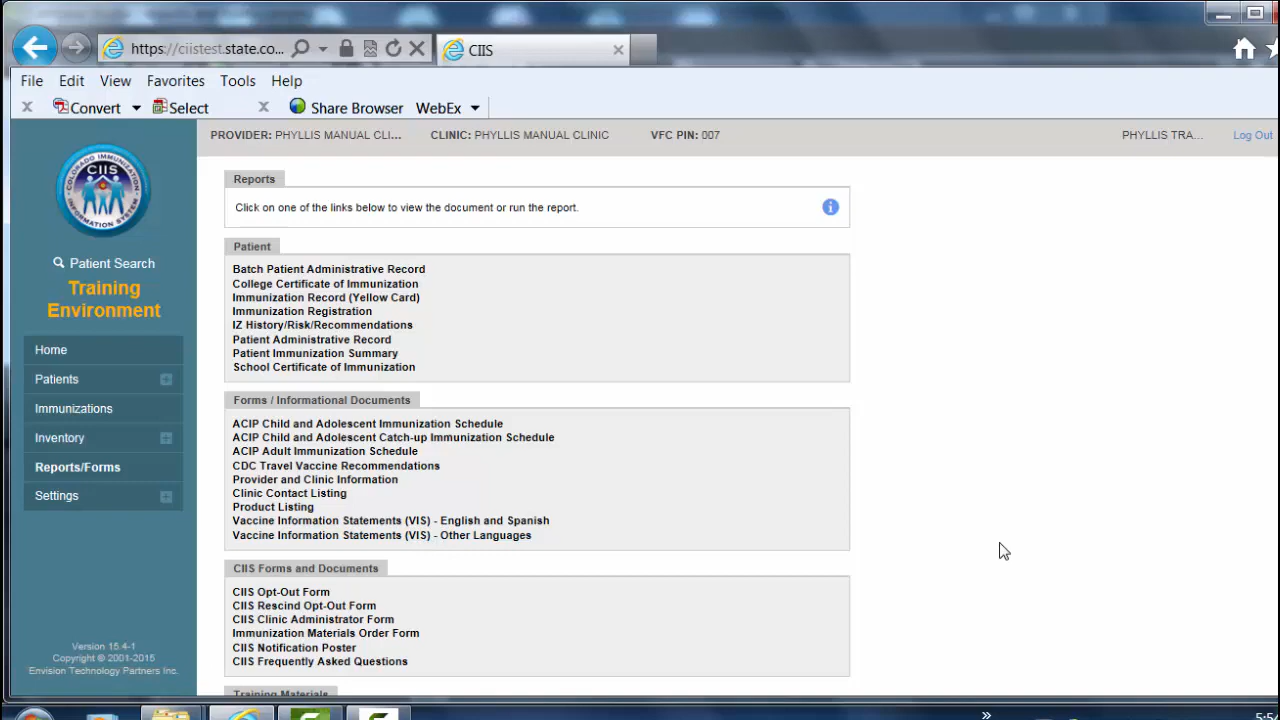 https://ciistest.state.co...
CIIS
File Edit View Favorites Tools Help
Convert Select Share Browser WebEx
PROVIDER: PHYLLIS MANUAL CLI... CLINIC: PHYLLIS MANUAL CLINIC VFC PIN: 007 PHYLLIS TRA... Log Out
COLORADO IMMUNIZATION
CIIS
INFORMATION SYSTEM
Patient Search
Training
Environment
Home
Patients
Immunizations
Inventory
Reports/Forms
Settings
Version 15.4-1
Copyright © 2001-2015
Envision Technology Partners Inc.
Reports
Click on one of the links below to view the document or run the report.
Patient
Batch Patient Administrative Record
College Certificate of Immunization
Immunization Record (Yellow Card)
Immunization Registration
IZ History/Risk/Recommendations
Patient Administrative Record
Patient Immunization Summary
School Certificate of Immunization
Forms / Informational Documents
ACIP Child and Adolescent Immunization Schedule
ACIP Child and Adolescent Catch-up Immunization Schedule
ACIP Adult Immunization Schedule
CDC Travel Vaccine Recommendations
Provider and Clinic Information
Clinic Contact Listing
Product Listing
Vaccine Information Statements (VIS) - English and Spanish
Vaccine Information Statements (VIS) - Other Languages
CIIS Forms and Documents
CIIS Opt-Out Form
CIIS Rescind Opt-Out Form
CIIS Clinic Administrator Form
Immunization Materials Order Form
CIIS Notification Poster
CIIS Frequently Asked Questions
Training Materials